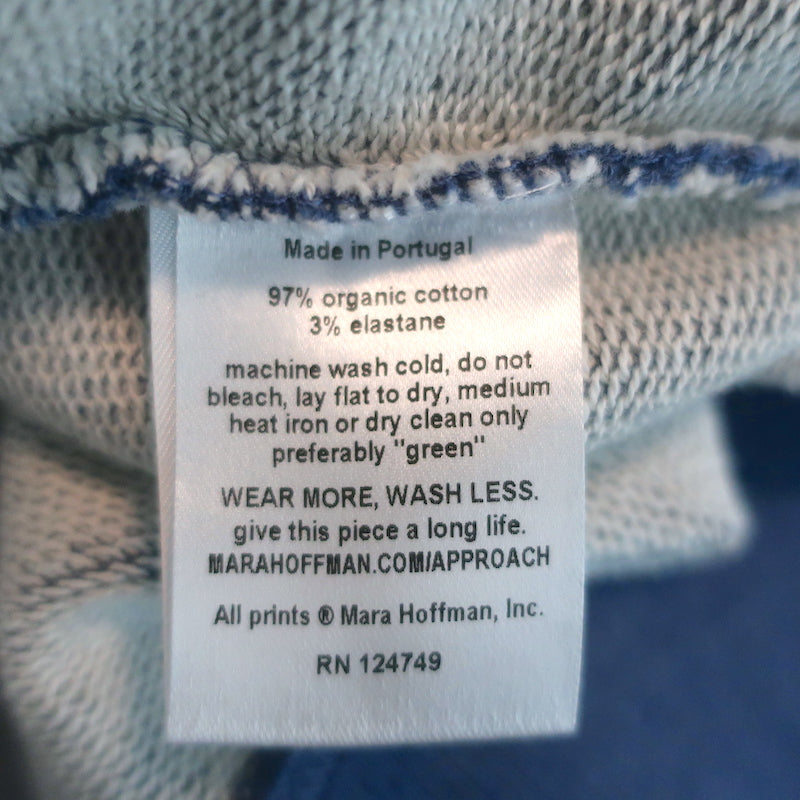 Made in Portugal
97% organic cotton
3% elastane
machine wash cold, do not
bleach, lay flat to dry, medium
heat iron or dry clean only
preferably "green"
WEAR MORE, WASH LESS.
give this piece a long life.
MARAHOFFMAN.COM/APPROACH
All prints ® Mara Hoffman, Inc.
RN 124749